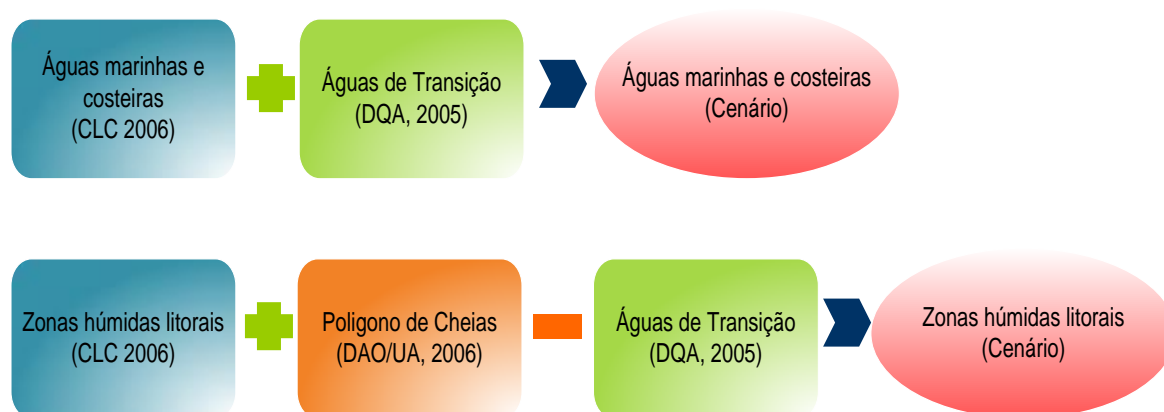 Águas marinhas e
costeiras
(CLC 2006)
Águas de Transição
(DQA, 2005)
Águas marinhas e costeiras
(Cenário)
Zonas húmidas litorais
(CLC 2006)
Poligono de Cheias
(DAO/UA, 2006)
Águas de Transição
(DQA, 2005)
Zonas húmidas litorais
(Cenário)